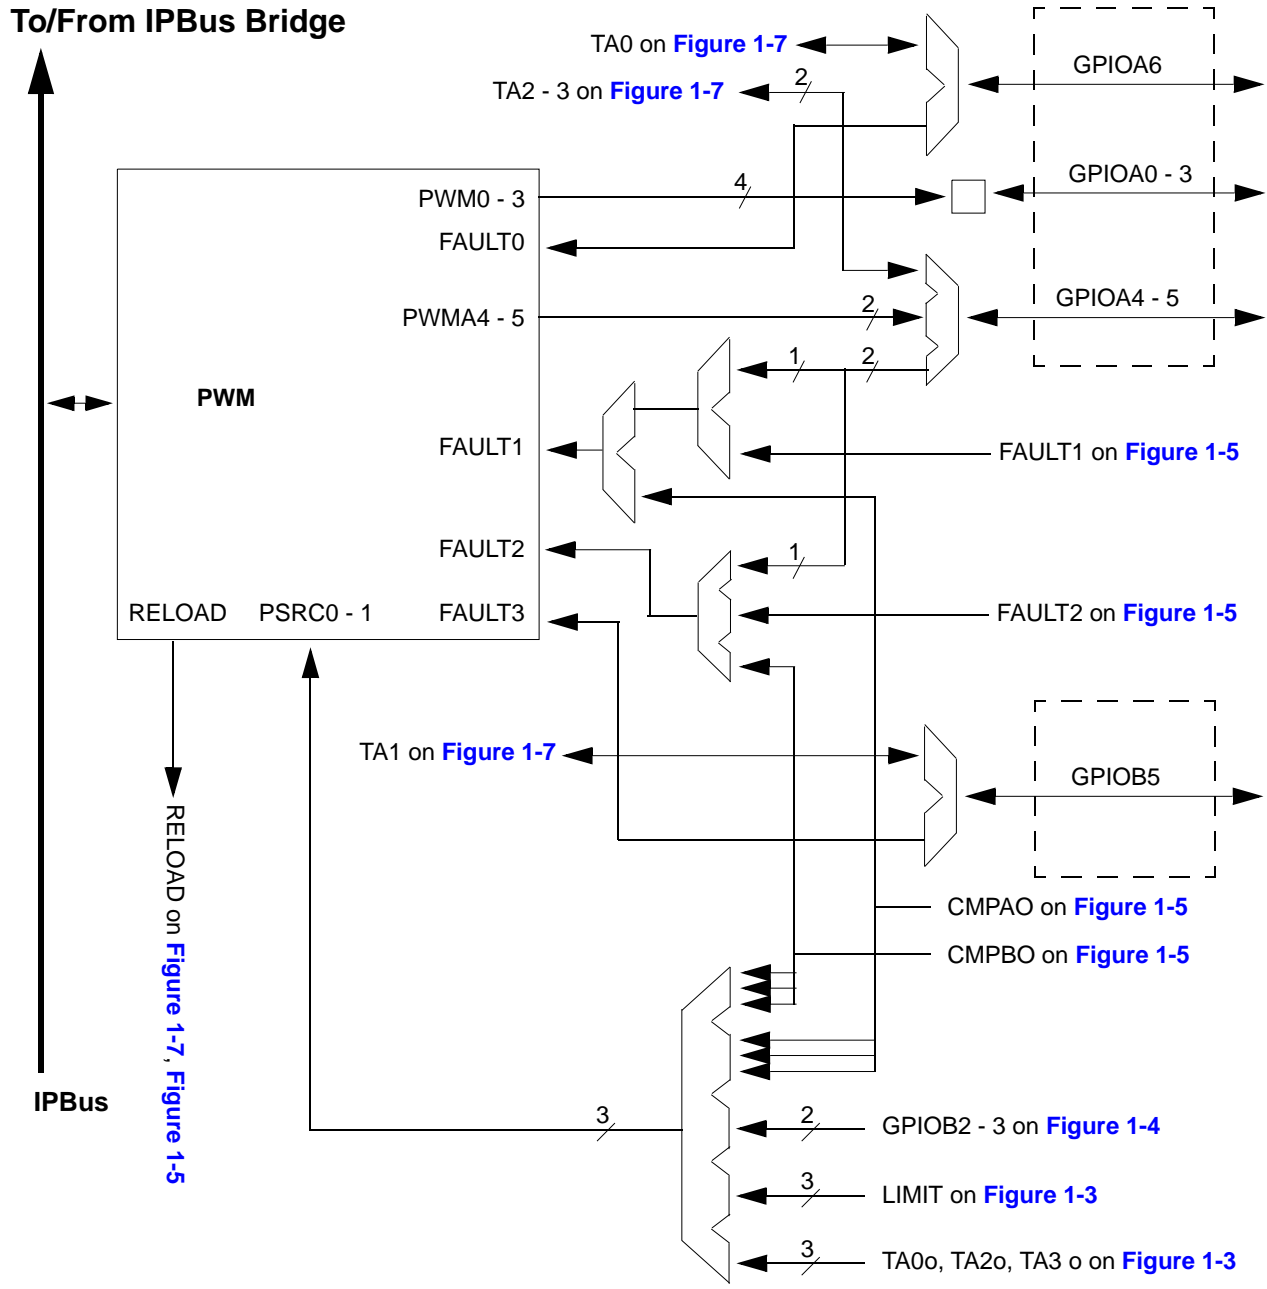 To/From IPBus Bridge
TA0 on Figure 1-7
GPIOA6
TA2 - 3 on Figure 1-7
2
GPIOA0 - 3
PWM0 - 3
4
FAULT0
GPIOA4 - 5
PWMA4 - 5
2
1
2
PWM
FAULT1
FAULT1 on Figure 1-5
FAULT2
1
RELOAD
PSRC0 - 1
FAULT3
FAULT2 on Figure 1-5
TA1 on Figure 1-7
GPIOB5
RELOAD on Figure 1-7, Figure 1-5
CMPAO on Figure 1-5
CMPBO on Figure 1-5
IPBus
3
2
GPIOB2 - 3 on Figure 1-4
3
LIMIT on Figure 1-3
3
TA0o, TA2o, TA3 o on Figure 1-3